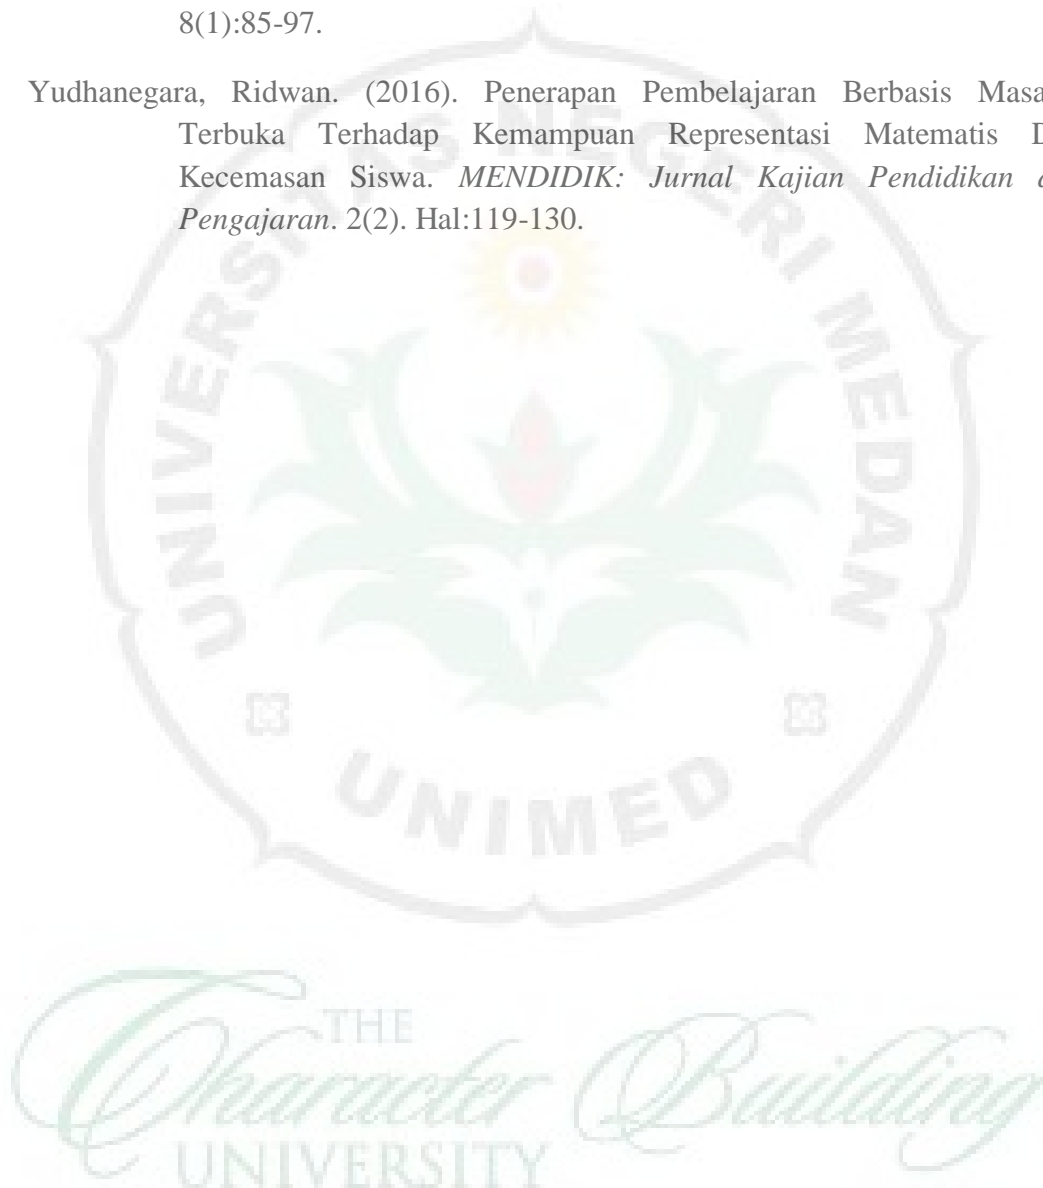 8(1):85-97.
Yudhanegara, Ridwan. (2016). Penerapan Pembelajaran Berbasis Masa
Terbuka Terhadap Kemampuan Representasi Matematis D
Kecemasan Siswa. MENDIDIK: Jurnal Kajian Pendidikan
Pengajaran. 2(2). Hal:119-130.
UNIVERSITAS NEGERI MEDAN
UNIMED
THE
Character Building
UNIVERSITY